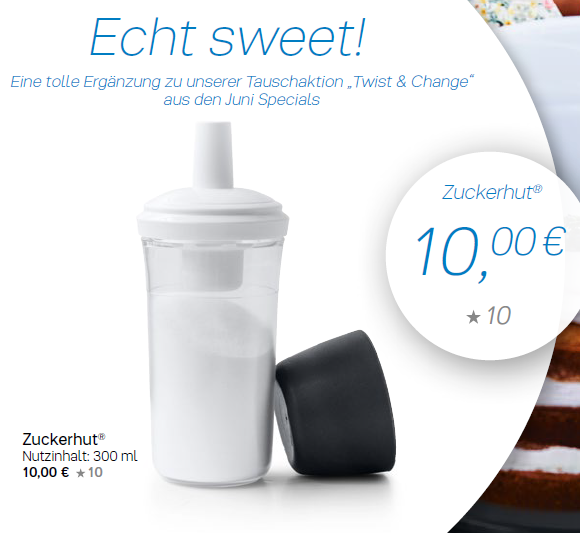 Echt sweet!
Eine tolle Ergänzung zu unserer Tauschaktion „Twist & Change“
aus den Juni Specials
Zuckerhut®
10,00 €
★ 10
Zuckerhut®
Nutzinhalt: 300 ml
10,00 € ★ 10